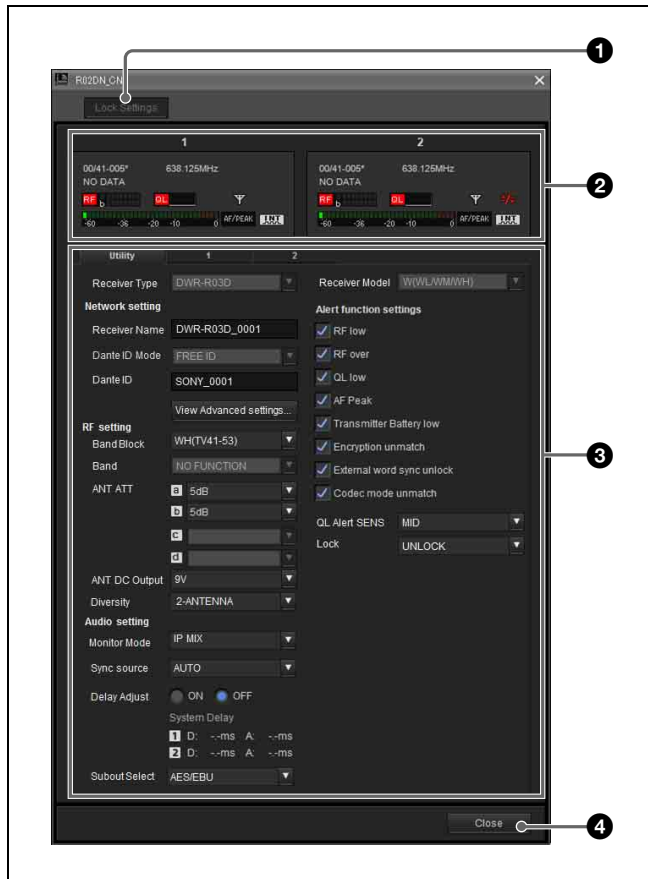 1
R02DN_CN
Lock Settings
1 2
00/41-005* 638.125MHz 00/41-005* 638.125MHz
NO DATA NO DATA
2
RF b QL RF b QL
-60 -36 -20 -10 0 AF/PEAK INT -60 -36 -20 -10 0 AF/PEAK INT
Utility 1 2
Receiver Type DWR-R03D Receiver Model W(WL/WM/WH)
Network setting Alert function settings
Receiver Name DWR-R03D_0001 RF low
Dante ID Mode FREE ID RF over
Dante ID SONY_0001 QL low
View Advanced settings... AF Peak
RF setting Transmitter Battery low
Band Block WH(TV41-53) Encryption unmatch
3
Band NO FUNCTION External word sync unlock
ANT ATT a 5dB Codec mode unmatch
b 5dB QL Alert SENS MID
c Lock UNLOCK
d
ANT DC Output 9V
Diversity 2-ANTENNA
Audio setting
Monitor Mode IP MIX
Sync source AUTO
Delay Adjust ON OFF
System Delay
1 D: -.-ms A: -.-ms
2 D: -.-ms A: -.-ms
Subout Select AES/EBU
Close
4